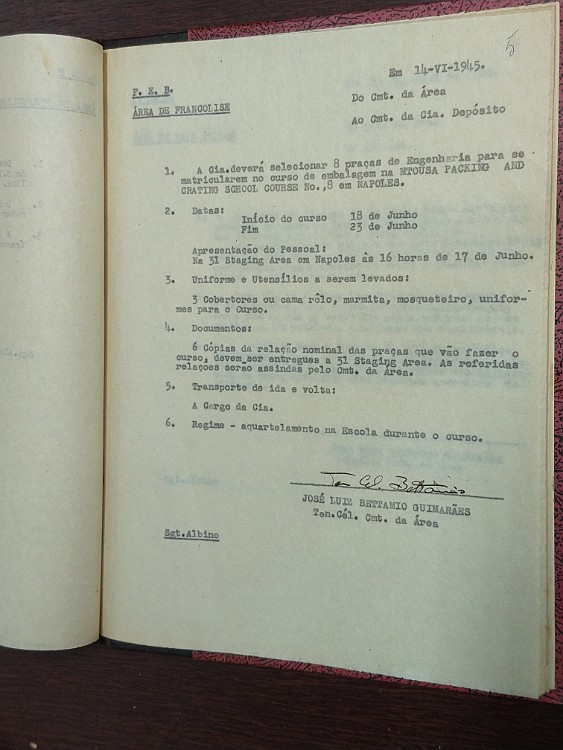 5
Em 14-VI-1945.
F. E. B.
Do Cmt. da Área
ÁREA DE FRANCOLISE
Ao Cmt. da Cia. Depósito
1. A Cia.deverá selecionar 8 praças de Engenharia para se
matricularem no curso de embalagem na MTOUSA PACKING AND
CRATING SCHOOL COURSE No.,8 em NAPOLES.
2. Datas:
Início do curso 18 de Junho
Fim 23 de Junho
Apresentação do Pessoal:
Na 31 Staging Area em Napoles às 16 horas de 17 de Junho.
3. Uniforme e Utensílios a serem levados:
3 Cobertores ou cama rôlo, marmita, mosqueteiro, unifor-
mes para o Curso.
4. Documentos:
6 Cópias da relação nominal das praças que vão fazer o
curso, devem ser entregues a 31 Staging Area. As referidas
relações serão assindas pelo Cmt. da Área.
5. Transporte de ida e volta:
A Cargo da Cia.
6. Regime - aquartelamento na Escola durante o curso.
Ten Cel. Bettamio
JOSÉ LUIZ BETTAMIO GUIMARÃES
Ten.Cél. Cmt. da Área
Sgt.Albino